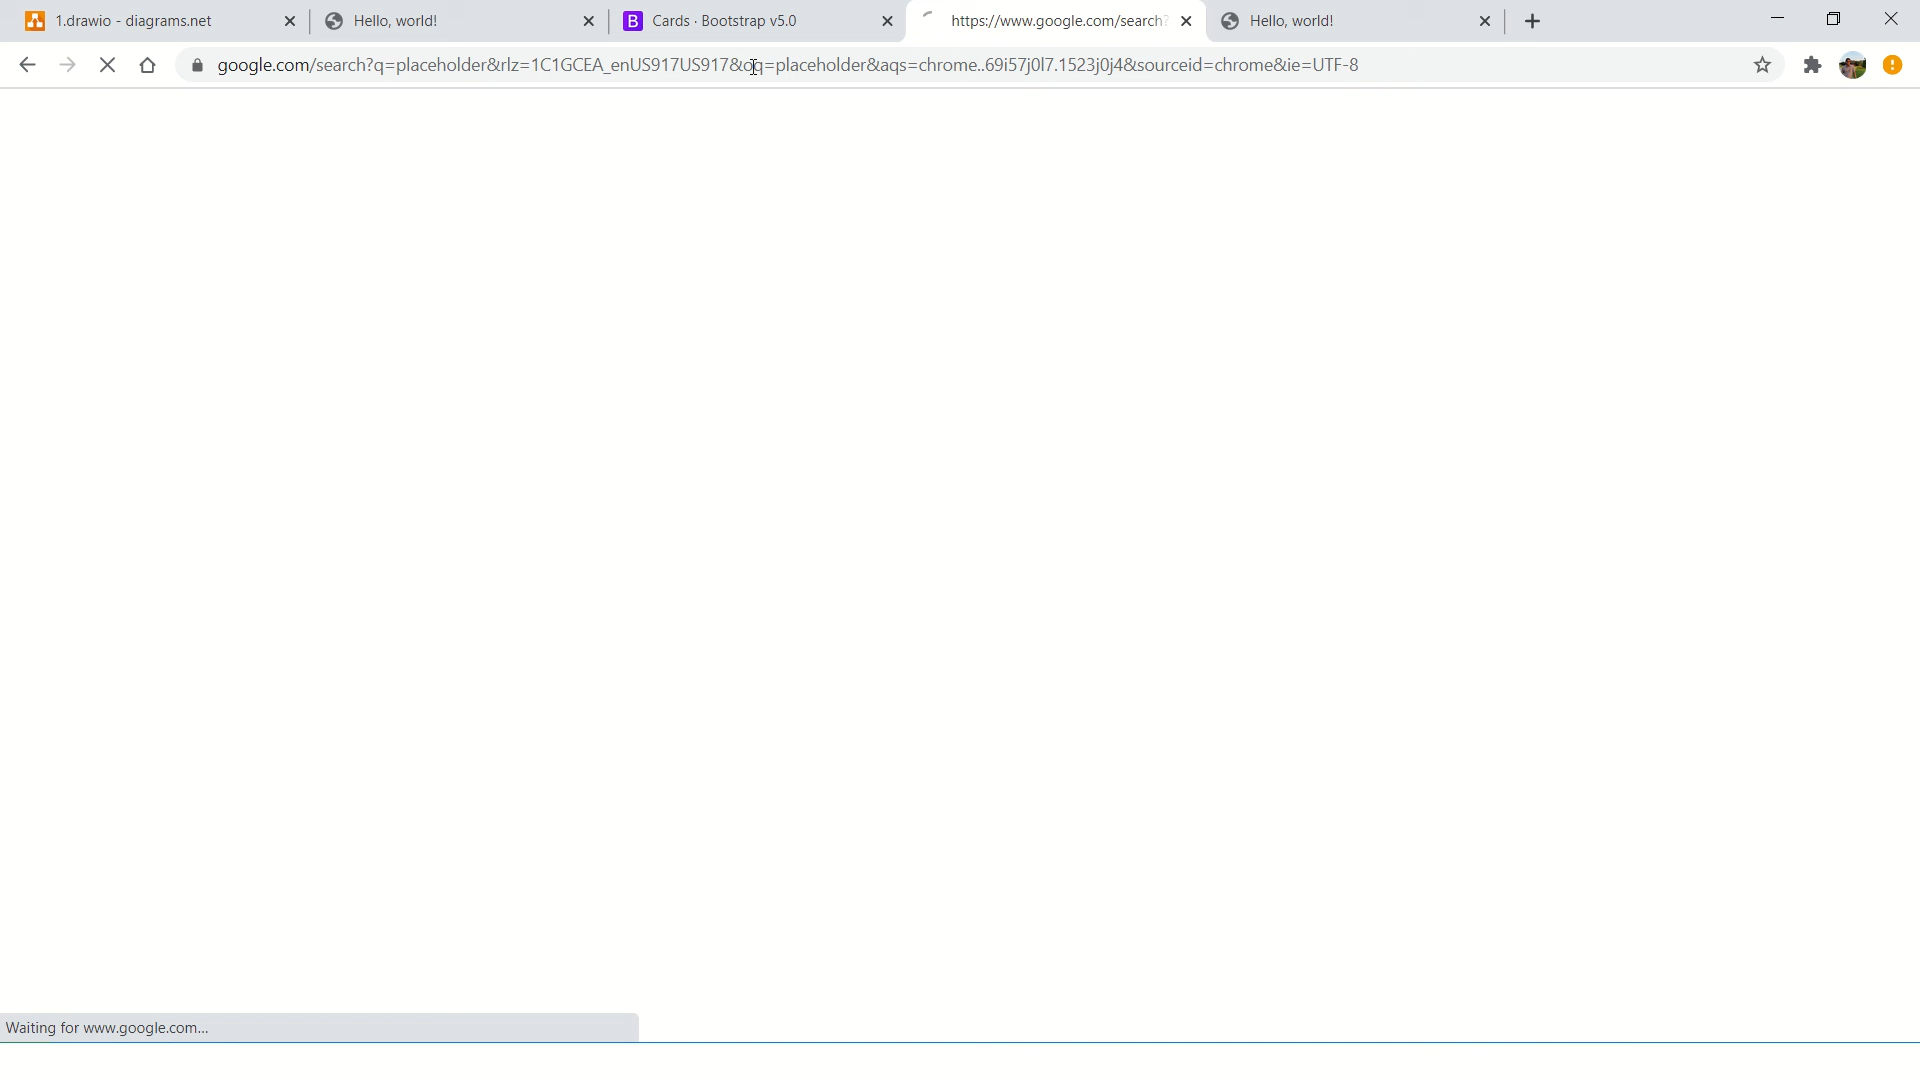 1.drawio - diagrams.net
Hello, world!
B Cards · Bootstrap v5.0
https://www.google.com/search?
Hello, world!
google.com/search?q=placeholder&rlz=1C1GCEA_enUS917US917&oq=placeholder&aqs=chrome..69i57j0l7.1523j0j4&sourceid=chrome&ie=UTF-8
Waiting for www.google.com...